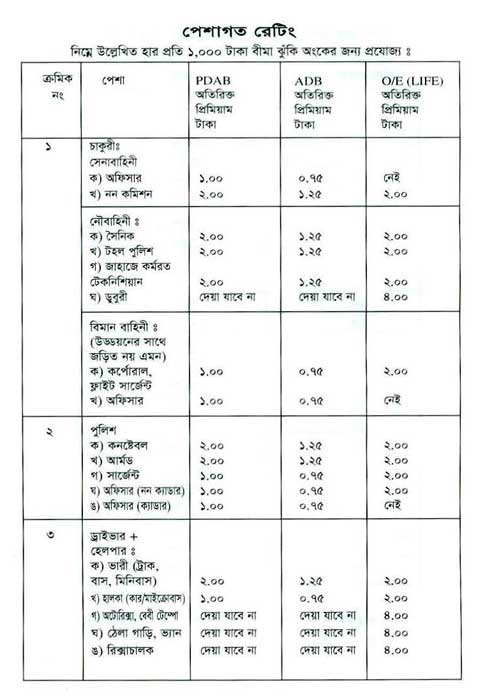 পেশাগত রেটিং
নিম্নে উল্লেখিত হার প্রতি ১,০০০ টাকা বীমা ঝুঁকি অংকের জন্য প্রযোজ্য ঃ
ক্রমিক নং পেশা PDAB অতিরিক্ত প্রিমিয়াম টাকা ADB অতিরিক্ত প্রিমিয়াম টাকা O/E (LIFE) অতিরিক্ত প্রিমিয়াম টাকা
১ চাকুরীঃ
সেনাবাহিনী
ক) অফিসার ১.০০ ০.৭৫ নেই
খ) নন কমিশন ২.০০ ১.২৫ ২.০০
নৌবাহিনী ঃ
ক) সৈনিক ২.০০ ১.২৫ ২.০০
খ) টহল পুলিশ ২.০০ ১.২৫ ২.০০
গ) জাহাজে কর্মরত
টেকনিশিয়ান ২.০০ ১.২৫ ২.০০
ঘ) ডুবুরী দেয়া যাবে না দেয়া যাবে না ৪.০০
বিমান বাহিনী ঃ
(উড্ডয়নের সাথে
জড়িত নয় এমন)
ক) কর্পোরাল, ১.০০ ০.৭৫ ২.০০
ফ্লাইট সার্জেন্ট
খ) অফিসার ১.০০ ০.৭৫ নেই
২ পুলিশ
ক) কনষ্টেবল ২.০০ ১.২৫ ২.০০
খ) আর্মড ২.০০ ১.২৫ ২.০০
গ) সার্জেন্ট ১.০০ ০.৭৫ ২.০০
ঘ) অফিসার (নন ক্যাডার) ১.০০ ০.৭৫ ২.০০
ঙ) অফিসার (ক্যাডার) ১.০০ ০.৭৫ নেই
৩ ড্রাইভার +
হেলপার ঃ
ক) ভারী (ট্রাক,
বাস, মিনিবাস) ২.০০ ১.২৫ ২.০০
খ) হালকা (কার/মাইক্রোবাস) ১.০০ ০.৭৫ ২.০০
গ) অটোরিক্সা, বেবী টেম্পো দেয়া যাবে না দেয়া যাবে না ৪.০০
ঘ) ঠেলা গাড়ি, ভ্যান দেয়া যাবে না দেয়া যাবে না ৪.০০
ঙ) রিক্সাচালক দেয়া যাবে না দেয়া যাবে না ৪.০০